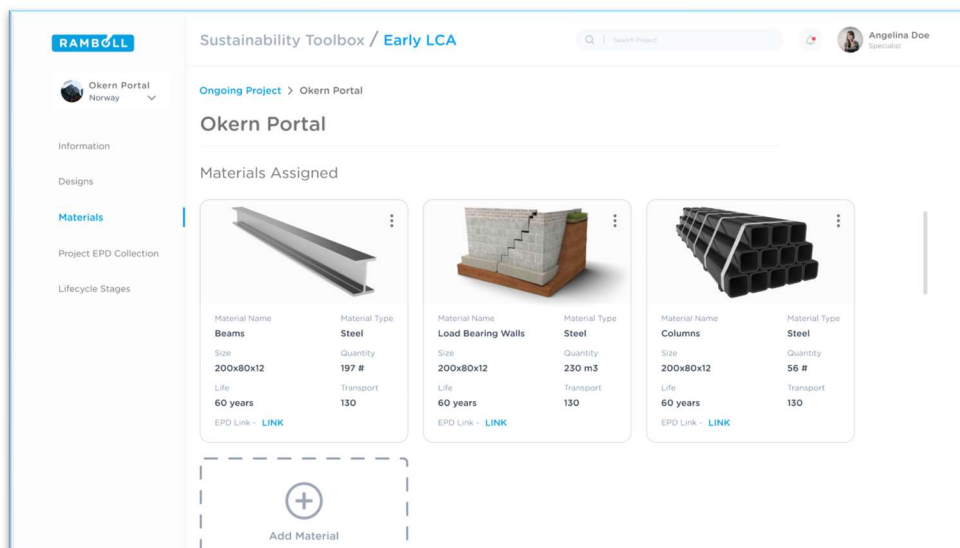 RAMBOLL
Sustainability Toolbox / Early LCA
Search Project
Angelina Doe
Specialist
Okern Portal
Norway
Information
Designs
Materials
Project EPD Collection
Lifecycle Stages
Ongoing Project > Okern Portal
Okern Portal
Materials Assigned
Material Name Material Type
Beams Steel
Size Quantity
200x80x12 197 #
Life Transport
60 years 130
EPD Link - LINK
Material Name Material Type
Load Bearing Walls Steel
Size Quantity
200x80x12 230 m3
Life Transport
60 years 130
EPD Link - LINK
Material Name Material Type
Columns Steel
Size Quantity
200x80x12 56 #
Life Transport
60 years 130
EPD Link - LINK
Add Material